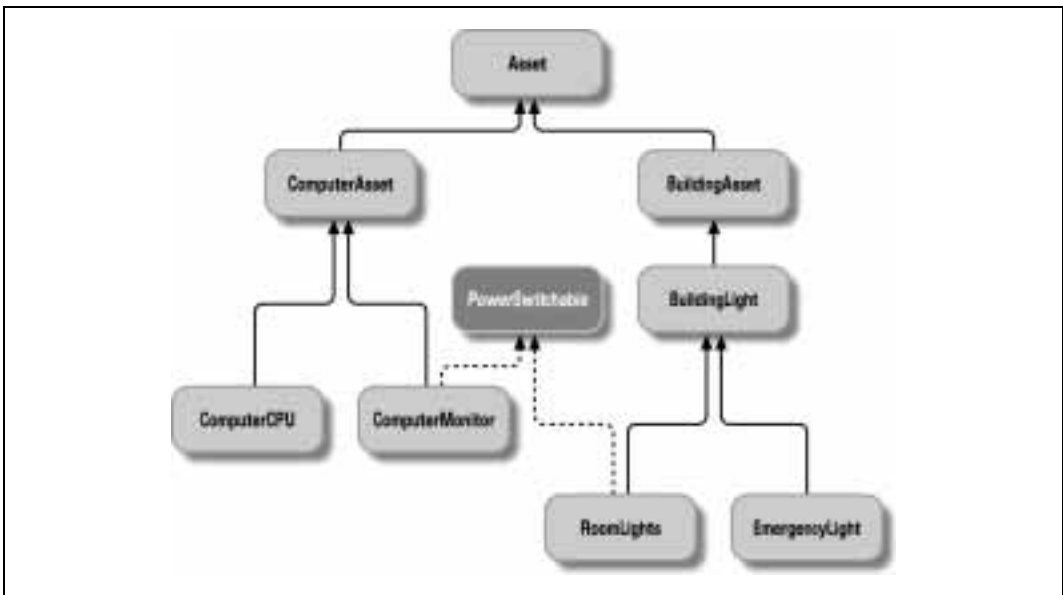 Asset
ComputerAsset
BuildingAsset
PowerSwitchable
BuildingLight
ComputerCPU
ComputerMonitor
RoomLights
EmergencyLight